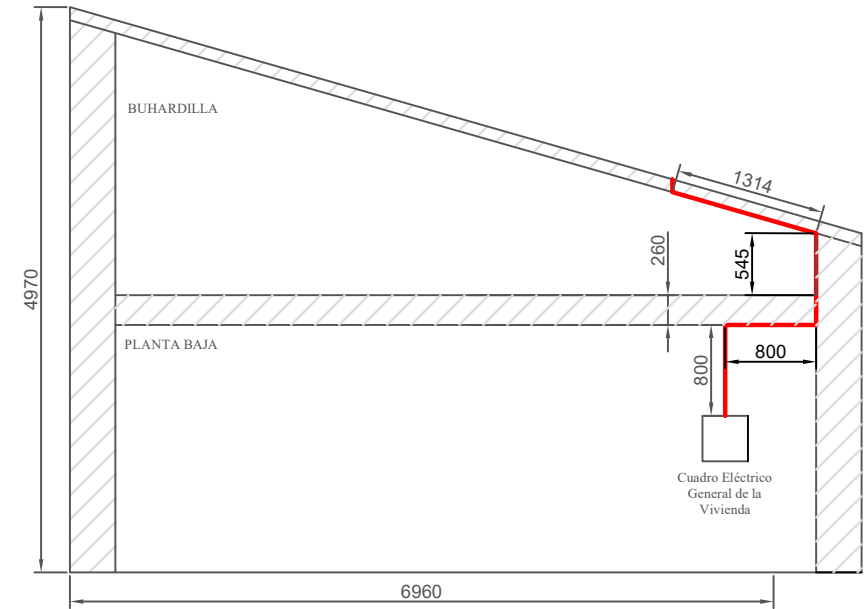 BUHARDILLA
1314
260
545
4970
PLANTA BAJA
800
800
Cuadro Eléctrico
General de la
Vivienda
6960